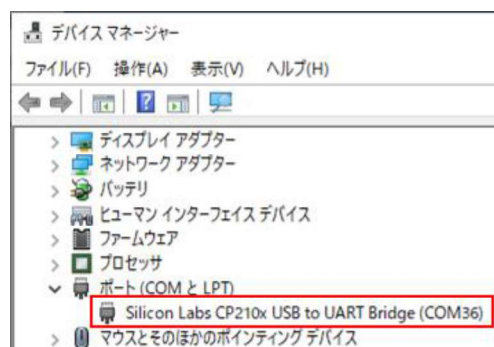 デバイス マネージャー
ファイル(F) 操作(A) 表示(V) ヘルプ(H)
ディスプレイ アダプター
ネットワーク アダプター
バッテリ
ヒューマン インターフェイス デバイス
ファームウェア
プロセッサ
ポート (COM と LPT)
Silicon Labs CP210x USB to UART Bridge (COM36)
マウスとそのほかのポインティング デバイス